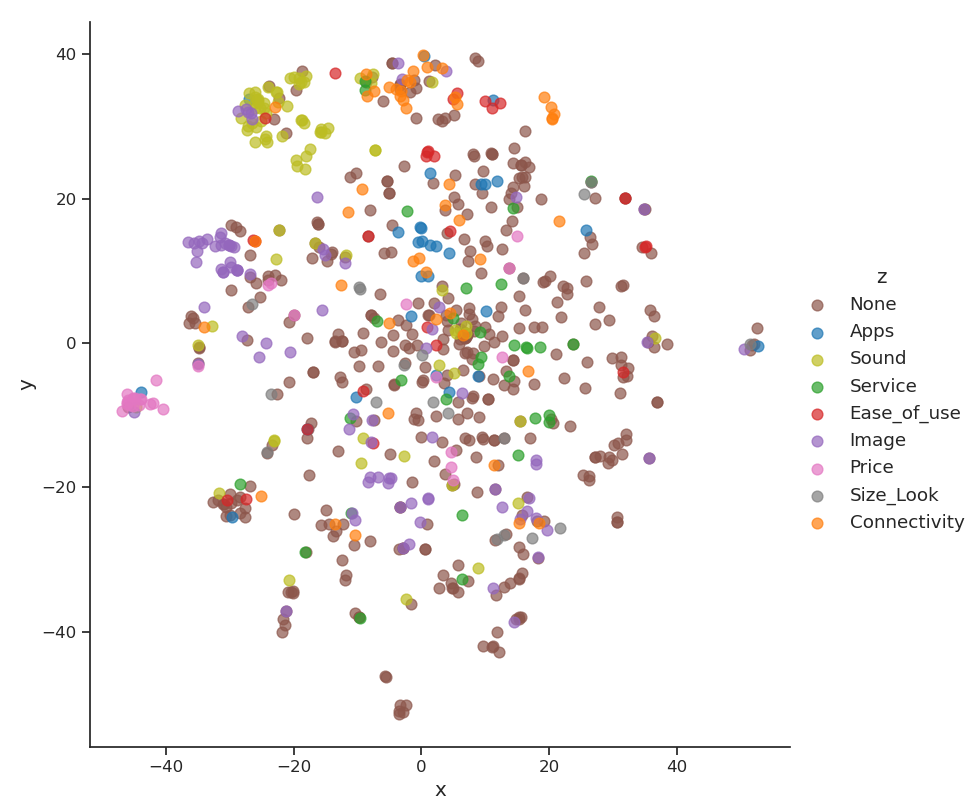 40
20
0
−20
−40
y
−40
−20
0
20
40
x
z
None
Apps
Sound
Service
Ease_of_use
Image
Price
Size_Look
Connectivity